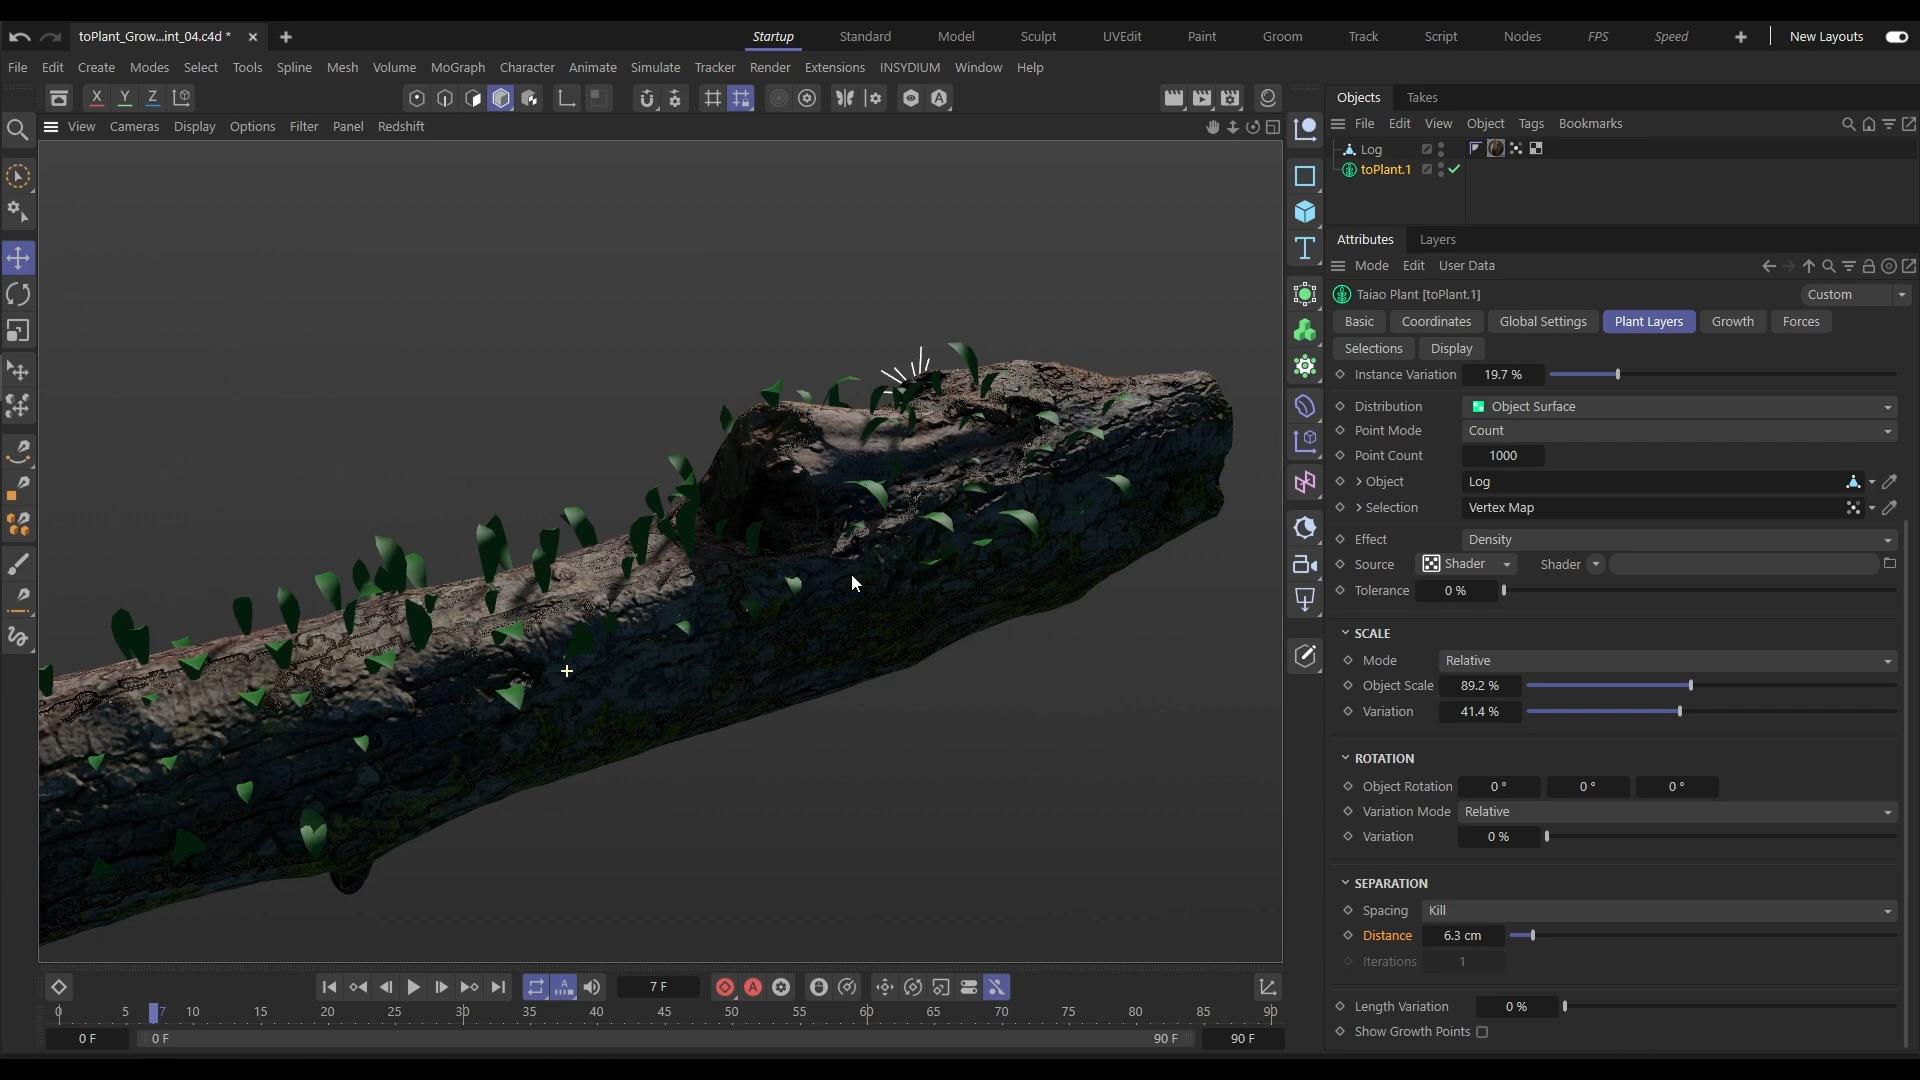 toPlant_Grow...int_04.c4d *
Startup Standard Model Sculpt UVEdit Paint Groom Track Script Nodes FPS Speed New Layouts
File Edit Create Modes Select Tools Spline Mesh Volume MoGraph Character Animate Simulate Tracker Render Extensions INSYDIUM Window Help
X Y Z
Objects Takes
View Cameras Display Options Filter Panel Redshift
File Edit View Object Tags Bookmarks
Log
toPlant.1
Attributes Layers
Mode Edit User Data
Taiao Plant [toPlant.1] Custom
Basic Coordinates Global Settings Plant Layers Growth Forces
Selections Display
Instance Variation 19.7 %
Distribution Object Surface
Point Mode Count
Point Count 1000
Object Log
Selection Vertex Map
Effect Density
Source Shader Shader
Tolerance 0 %
SCALE
Mode Relative
Object Scale 89.2 %
Variation 41.4 %
ROTATION
Object Rotation 0 ° 0 ° 0 °
Variation Mode Relative
Variation 0 %
SEPARATION
Spacing Kill
Distance 6.3 cm
Iterations 1
Length Variation 0 %
Show Growth Points
7 F
0 5 7 10 15 20 25 30 35 40 45 50 55 60 65 70 75 80 85 90
0 F 0 F 90 F 90 F